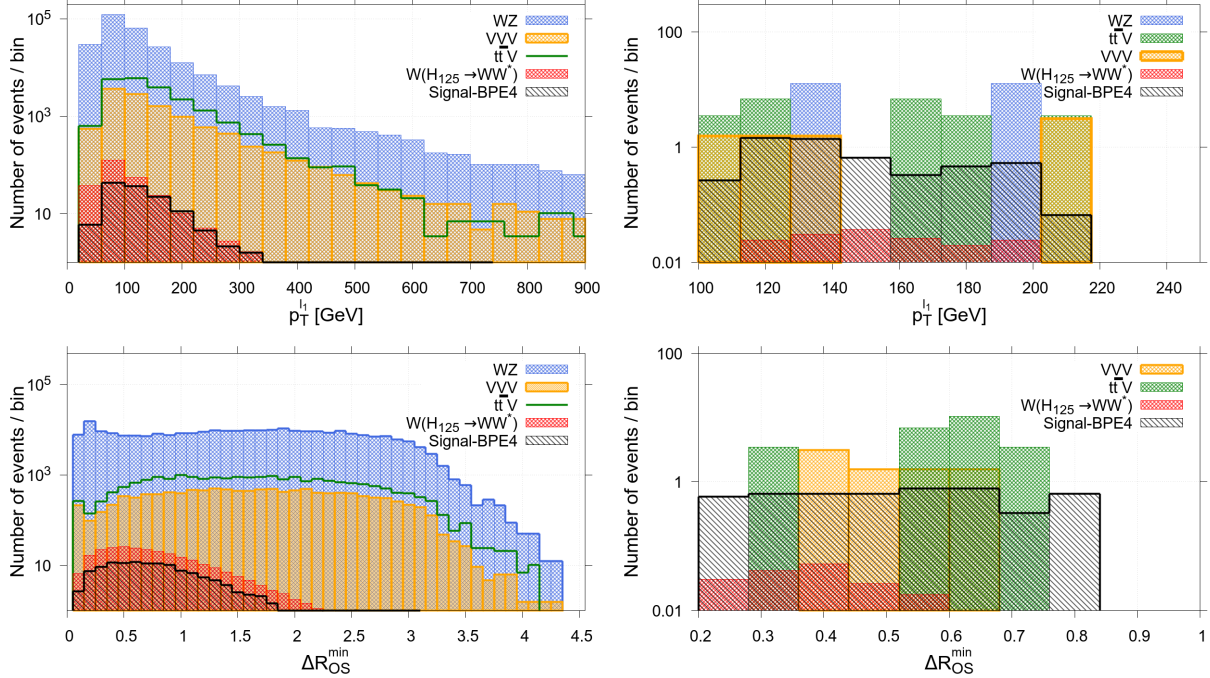 Number of events / bin
10^5
10^3
10
WZ
VVV
tt̄V
W(H_125→WW^*)
Signal-BPE4
0 100 200 300 400 500 600 700 800 900
p_T^l_1 [GeV]
Number of events / bin
100
1
0.01
WZ
tt̄V
VVV
W(H_125→WW^*)
Signal-BPE4
100 120 140 160 180 200 220 240
p_T^l_1 [GeV]
Number of events / bin
10^5
10^3
10
WZ
VVV
tt̄V
W(H_125→WW^*)
Signal-BPE4
0 0.5 1 1.5 2 2.5 3 3.5 4 4.5
ΔR_OS^min
Number of events / bin
100
1
0.01
VVV
tt̄V
W(H_125→WW^*)
Signal-BPE4
0.2 0.3 0.4 0.5 0.6 0.7 0.8 0.9 1
ΔR_OS^min